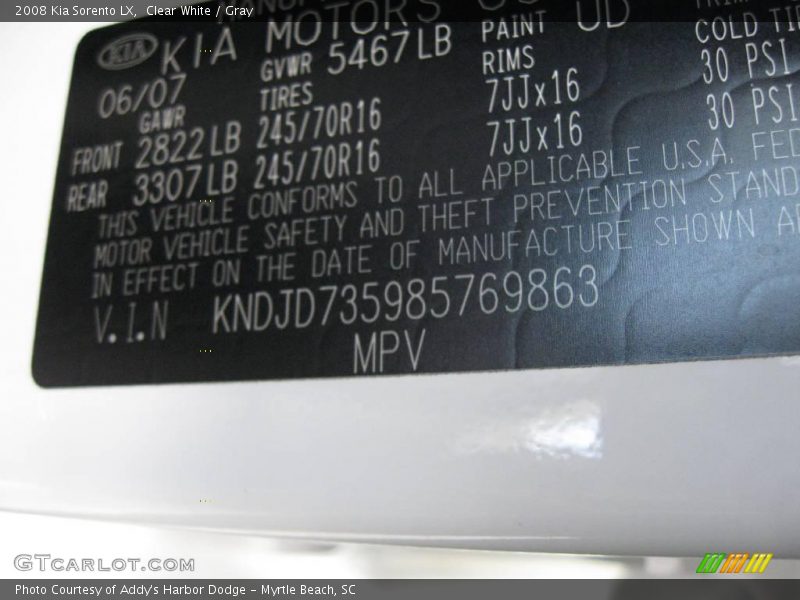 2008 Kia Sorento LX, Clear White / Gray
KIA KIA MOTORS
06/07 GVWR 5467LB PAINT UD
GAWR TIRES RIMS COLD
FRONT 2822LB 245/70R16 7JJx16 30 PSI
REAR 3307LB 245/70R16 7JJx16 30 PSI
THIS VEHICLE CONFORMS TO ALL APPLICABLE U.S.A. FED
MOTOR VEHICLE SAFETY AND THEFT PREVENTION STAND
IN EFFECT ON THE DATE OF MANUFACTURE SHOWN A
V.I.N KNDJD735985769863
MPV
GTCARLOT.COM
Photo Courtesy of Addy's Harbor Dodge - Myrtle Beach, SC